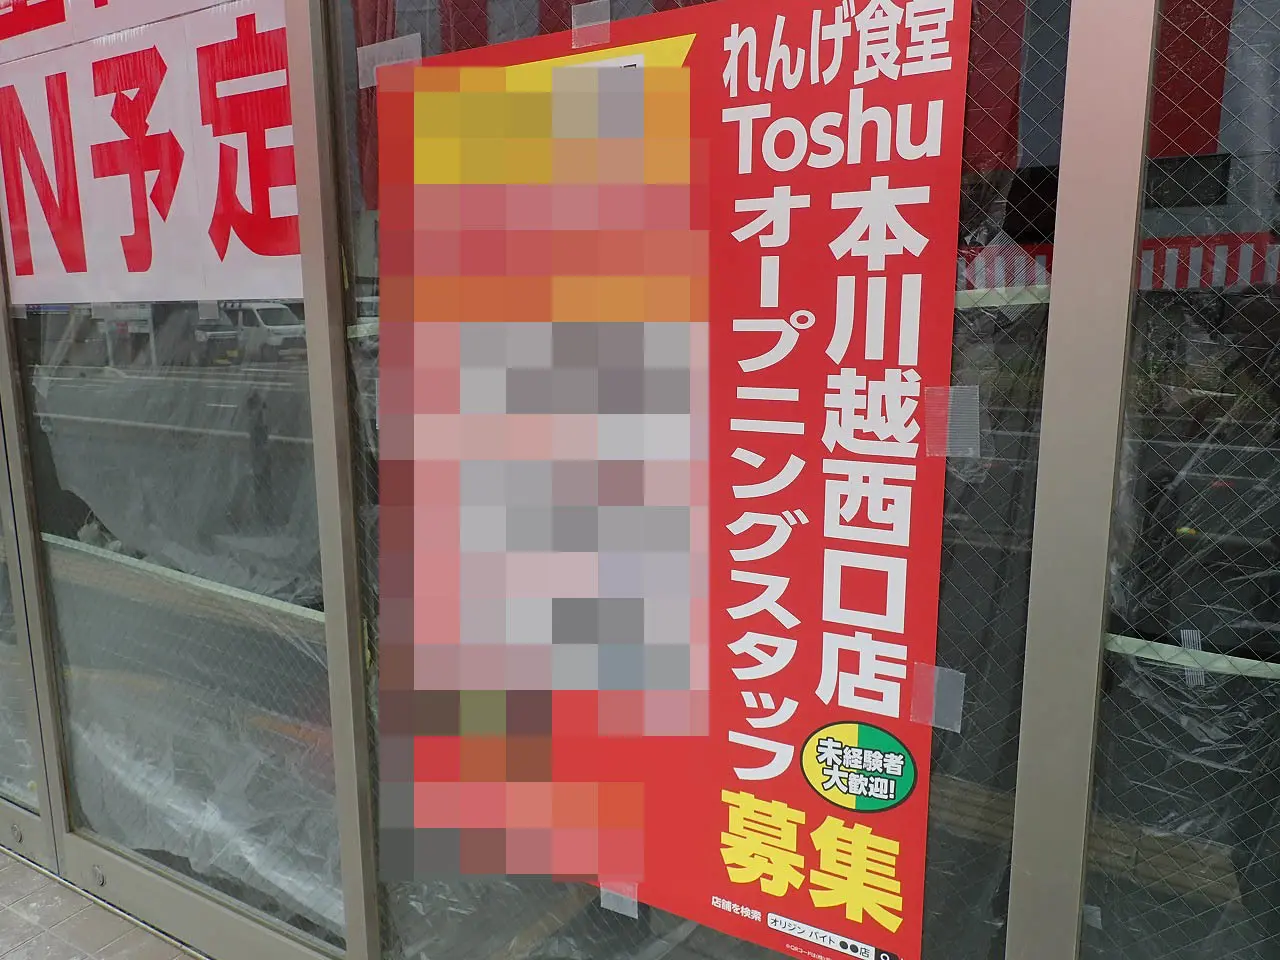 N予定
れんげ食堂
Toshu
本川越西口店
オープニングスタッフ
未経験者
大歓迎!
募集
店舗を検索 オリジン バイト ●●店